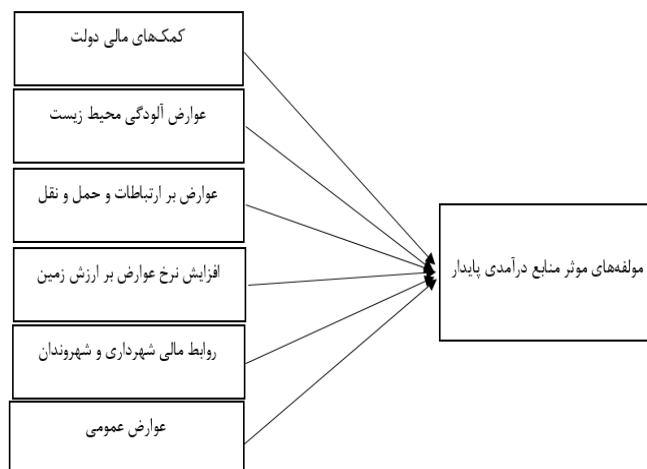 کمک‌های مالی دولت
عوارض آلودگی محیط زیست
عوارض بر ارتباطات و حمل و نقل
افزایش نرخ عوارض بر ارزش زمین
روابط مالی شهرداری و شهروندان
عوارض عمومی
مولفه‌های موثر منابع درآمدی پایدار